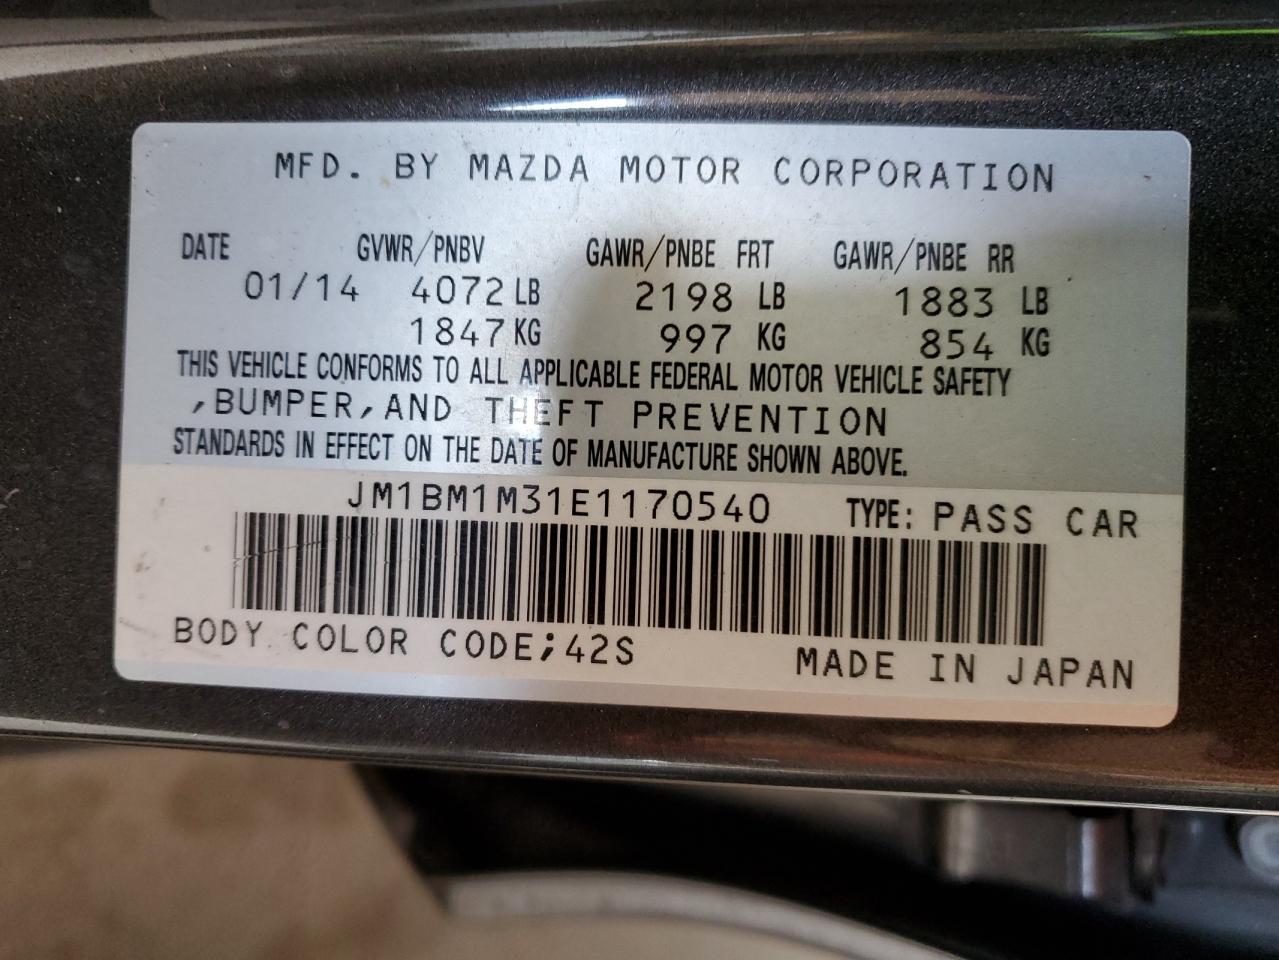 MFD. BY MAZDA MOTOR CORPORATION
DATE GVWR/PNBV GAWR/PNBE FRT GAWR/PNBE RR
01/14 4072 LB 2198 LB 1883 LB
1847 KG 997 KG 854 KG
THIS VEHICLE CONFORMS TO ALL APPLICABLE FEDERAL MOTOR VEHICLE SAFETY
,BUMPER,AND THEFT PREVENTION
STANDARDS IN EFFECT ON THE DATE OF MANUFACTURE SHOWN ABOVE.
JM1BM1M31E1170540 TYPE: PASS CAR
BODY COLOR CODE;42S MADE IN JAPAN